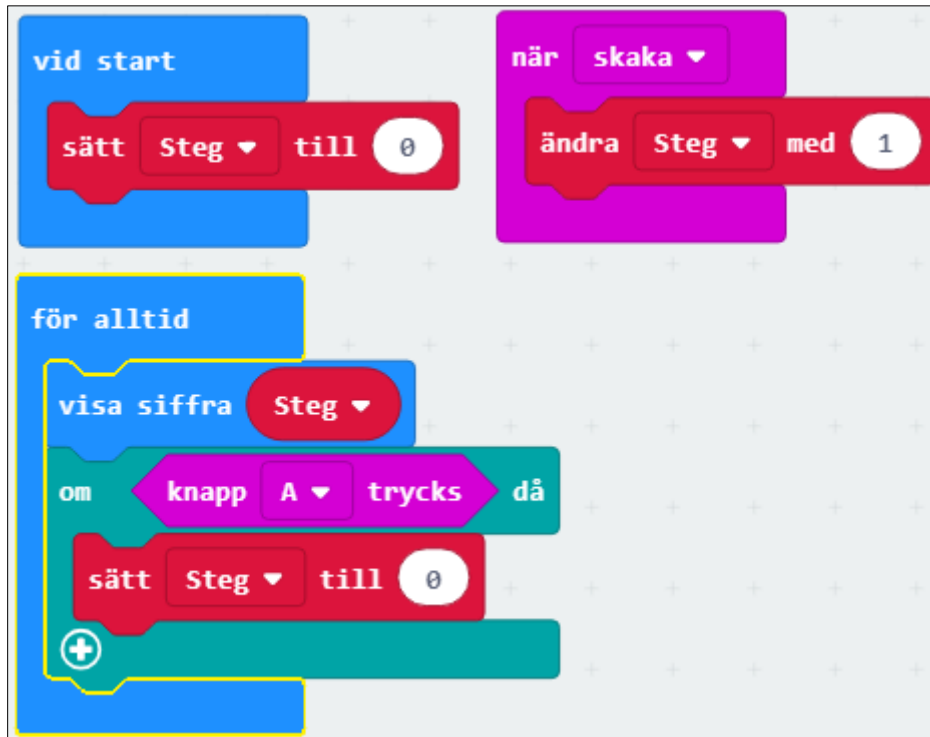 vid start
sätt Steg till 0
när skaka
ändra Steg med 1
för alltid
visa siffra Steg
om knapp A trycks då
sätt Steg till 0